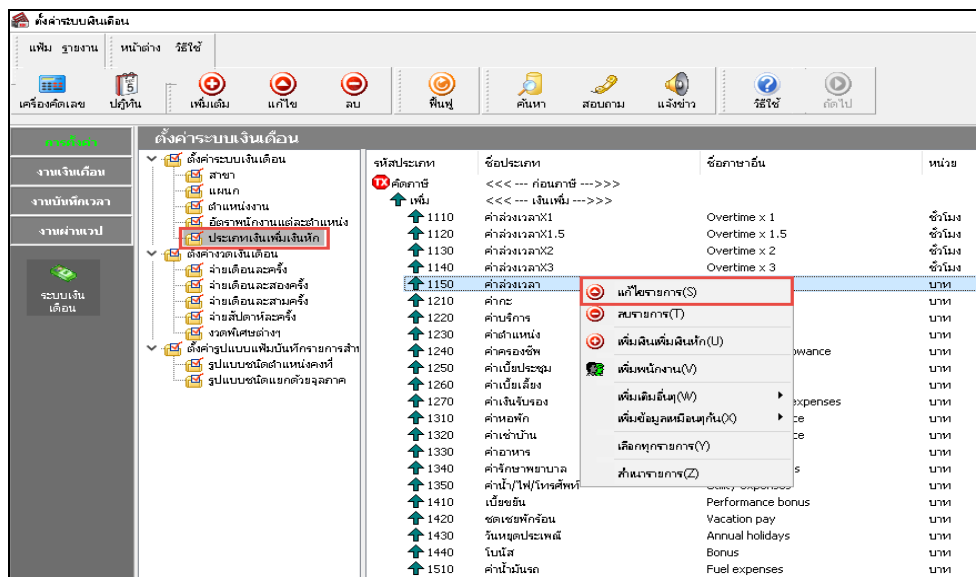 ตั้งค่าระบบเงินเดือน
แฟ้ม รายงาน หน้าต่าง วิธีใช้
เครื่องคิดเลข ปฏิทิน เพิ่มเติม แก้ไข ลบ ฟื้นฟู ค้นหา สอบถาม แจ้งข่าว วิธีใช้ ถัดไป
การตั้งค่า
งานเงินเดือน
งานบันทึกเวลา
งานผ่านเวป
ระบบเงิน
เดือน
ตั้งค่าระบบเงินเดือน
ตั้งค่าระบบเงินเดือน
สาขา
แผนก
ตำแหน่งงาน
อัตราพนักงานแต่ละตำแหน่ง
ประเภทเงินเพิ่มเงินหัก
ตั้งค่างวดเงินเดือน
จ่ายเดือนละครั้ง
จ่ายเดือนละสองครั้ง
จ่ายเดือนละสามครั้ง
จ่ายสัปดาห์ละครั้ง
งวดพิเศษต่างๆ
ตั้งค่ารูปแบบแฟ้มบันทึกรายการสำห
รูปแบบชนิดตำแหน่งคงที่
รูปแบบชนิดแยกด้วยจุลภาค
รหัสประเภท ชื่อประเภท ชื่อภาษาอื่น หน่วย
TX คิดภาษี <<< --- ก่อนภาษี --->>>
เพิ่ม <<< --- เงินเพิ่ม --->>>
1110 ค่าล่วงเวลาX1 Overtime x 1 ชั่วโมง
1120 ค่าล่วงเวลาX1.5 Overtime x 1.5 ชั่วโมง
1130 ค่าล่วงเวลาX2 Overtime x 2 ชั่วโมง
1140 ค่าล่วงเวลาX3 Overtime x 3 ชั่วโมง
1150 ค่าล่วงเวลา บาท
1210 ค่ากะ บาท
1220 ค่าบริการ บาท
1230 ค่าตำแหน่ง บาท
1240 ค่าครองชีพ owance บาท
1250 ค่าเบี้ยประชุม บาท
1260 ค่าเบี้ยเลี้ยง บาท
1270 ค่าเงินรับรอง expenses บาท
1310 ค่าหอพัก ce บาท
1320 ค่าเช่าบ้าน ce บาท
1330 ค่าอาหาร บาท
1340 ค่ารักษาพยาบาล s บาท
1350 ค่าน้ำ/ไฟ/โทรศัพท์ บาท
1410 เบี้ยขยัน Performance bonus บาท
1420 ชดเชยพักร้อน Vacation pay บาท
1430 วันหยุดประเพณี Annual holidays บาท
1440 โบนัส Bonus บาท
1510 ค่าน้ำมันรถ Fuel expenses บาท
แก้ไขรายการ(S)
ลบรายการ(T)
เพิ่มเงินเพิ่มเงินหัก(U)
เพิ่มพนักงาน(V)
เพิ่มเติมอื่นๆ(W)
เพิ่มข้อมูลเหมือนๆกัน(X)
เลือกทุกรายการ(Y)
สำเนารายการ(Z)